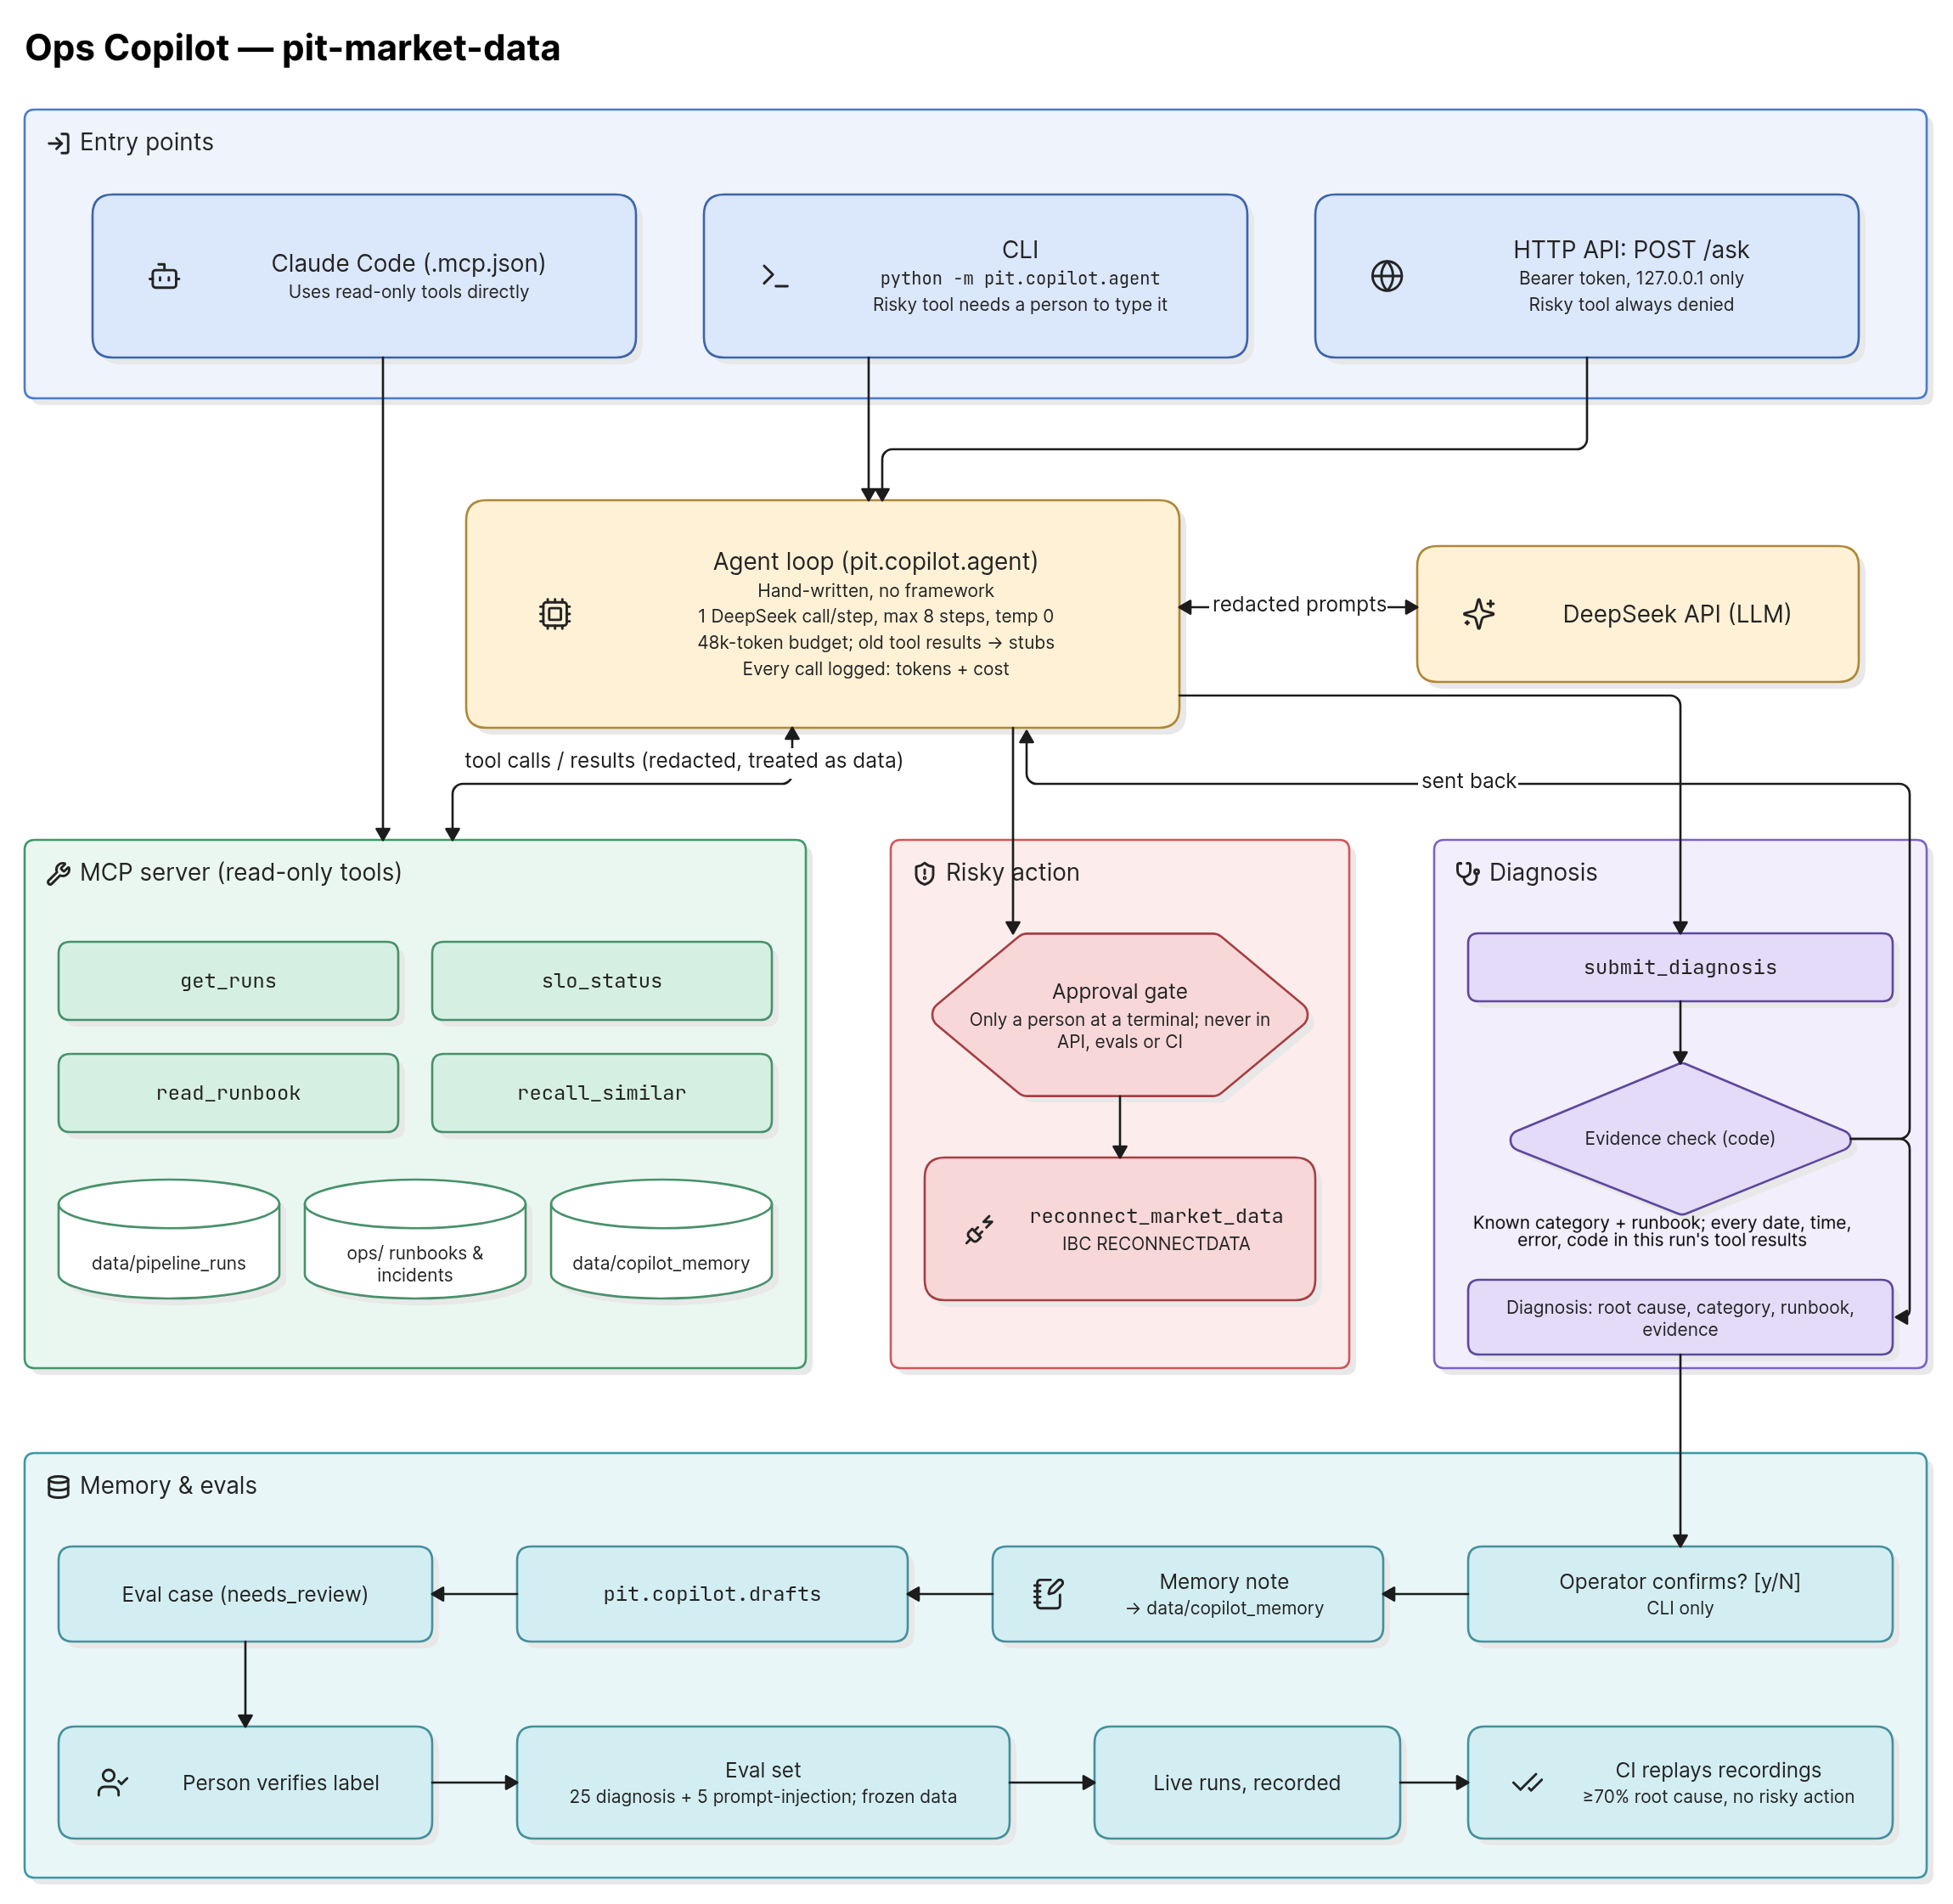 Ops Copilot — pit-market-data
Entry points
Claude Code (.mcp.json)
Uses read-only tools directly
CLI
python -m pit.copilot.agent
Risky tool needs a person to type it
HTTP API: POST /ask
Bearer token, 127.0.0.1 only
Risky tool always denied
Agent loop (pit.copilot.agent)
Hand-written, no framework
1 DeepSeek call/step, max 8 steps, temp 0
48k-token budget; old tool results → stubs
Every call logged: tokens + cost
redacted prompts
DeepSeek API (LLM)
tool calls / results (redacted, treated as data)
sent back
MCP server (read-only tools)
get_runs
slo_status
read_runbook
recall_similar
data/pipeline_runs
ops/ runbooks &
incidents
data/copilot_memory
Risky action
Approval gate
Only a person at a terminal; never in
API, evals or CI
reconnect_market_data
IBC RECONNECTDATA
Diagnosis
submit_diagnosis
Evidence check (code)
Known category + runbook; every date, time,
error, code in this run's tool results
Diagnosis: root cause, category, runbook,
evidence
Memory & evals
Eval case (needs_review)
pit.copilot.drafts
Memory note
→ data/copilot_memory
Operator confirms? [y/N]
CLI only
Person verifies label
Eval set
25 diagnosis + 5 prompt-injection; frozen data
Live runs, recorded
CI replays recordings
≥70% root cause, no risky action